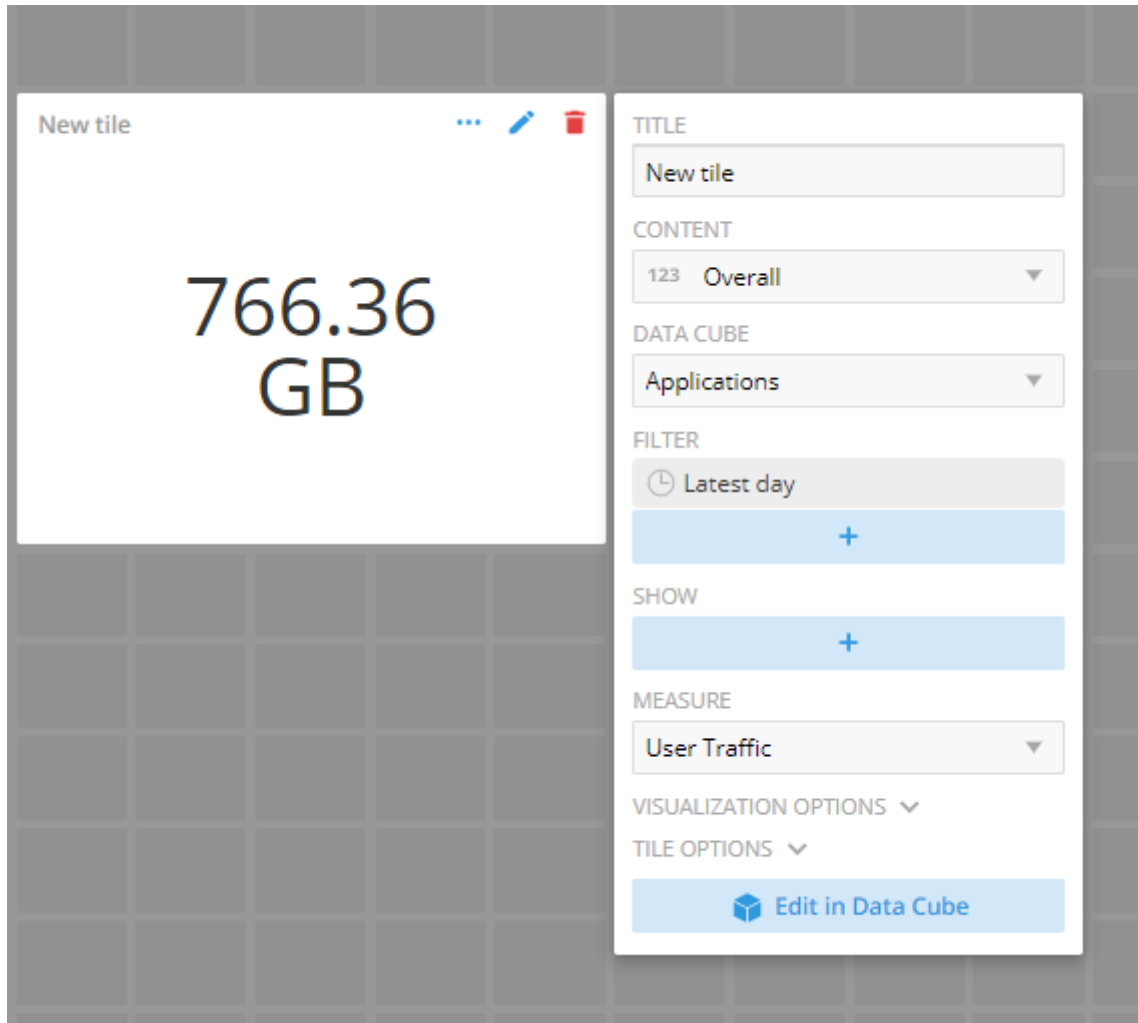 New tile
766.36
GB
TITLE
New tile
CONTENT
123 Overall
DATA CUBE
Applications
FILTER
Latest day
+
SHOW
+
MEASURE
User Traffic
VISUALIZATION OPTIONS
TILE OPTIONS
Edit in Data Cube